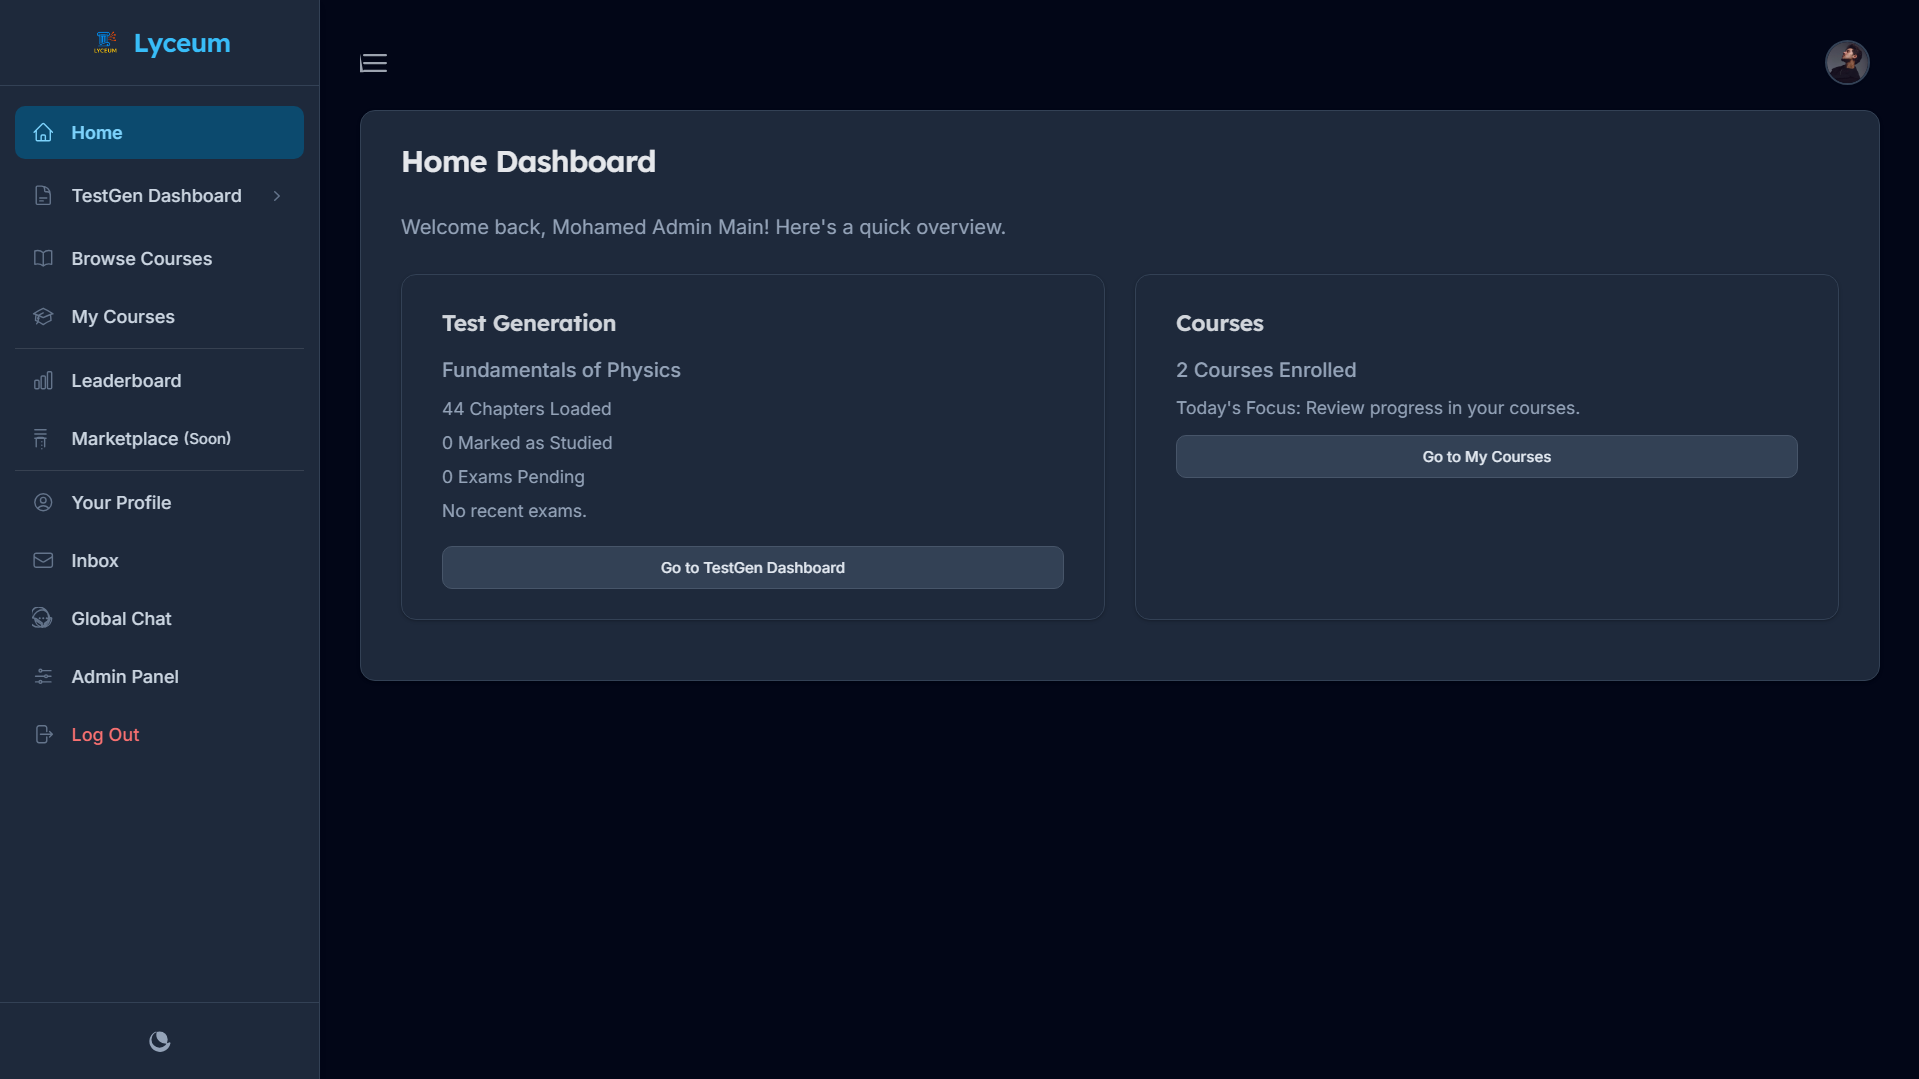 LYCEUM
Lyceum
Home
TestGen Dashboard
Browse Courses
My Courses
Leaderboard
Marketplace (Soon)
Your Profile
Inbox
Global Chat
Admin Panel
Log Out
Home Dashboard
Welcome back, Mohamed Admin Main! Here's a quick overview.
Test Generation
Fundamentals of Physics
44 Chapters Loaded
0 Marked as Studied
0 Exams Pending
No recent exams.
Go to TestGen Dashboard
Courses
2 Courses Enrolled
Today's Focus: Review progress in your courses.
Go to My Courses